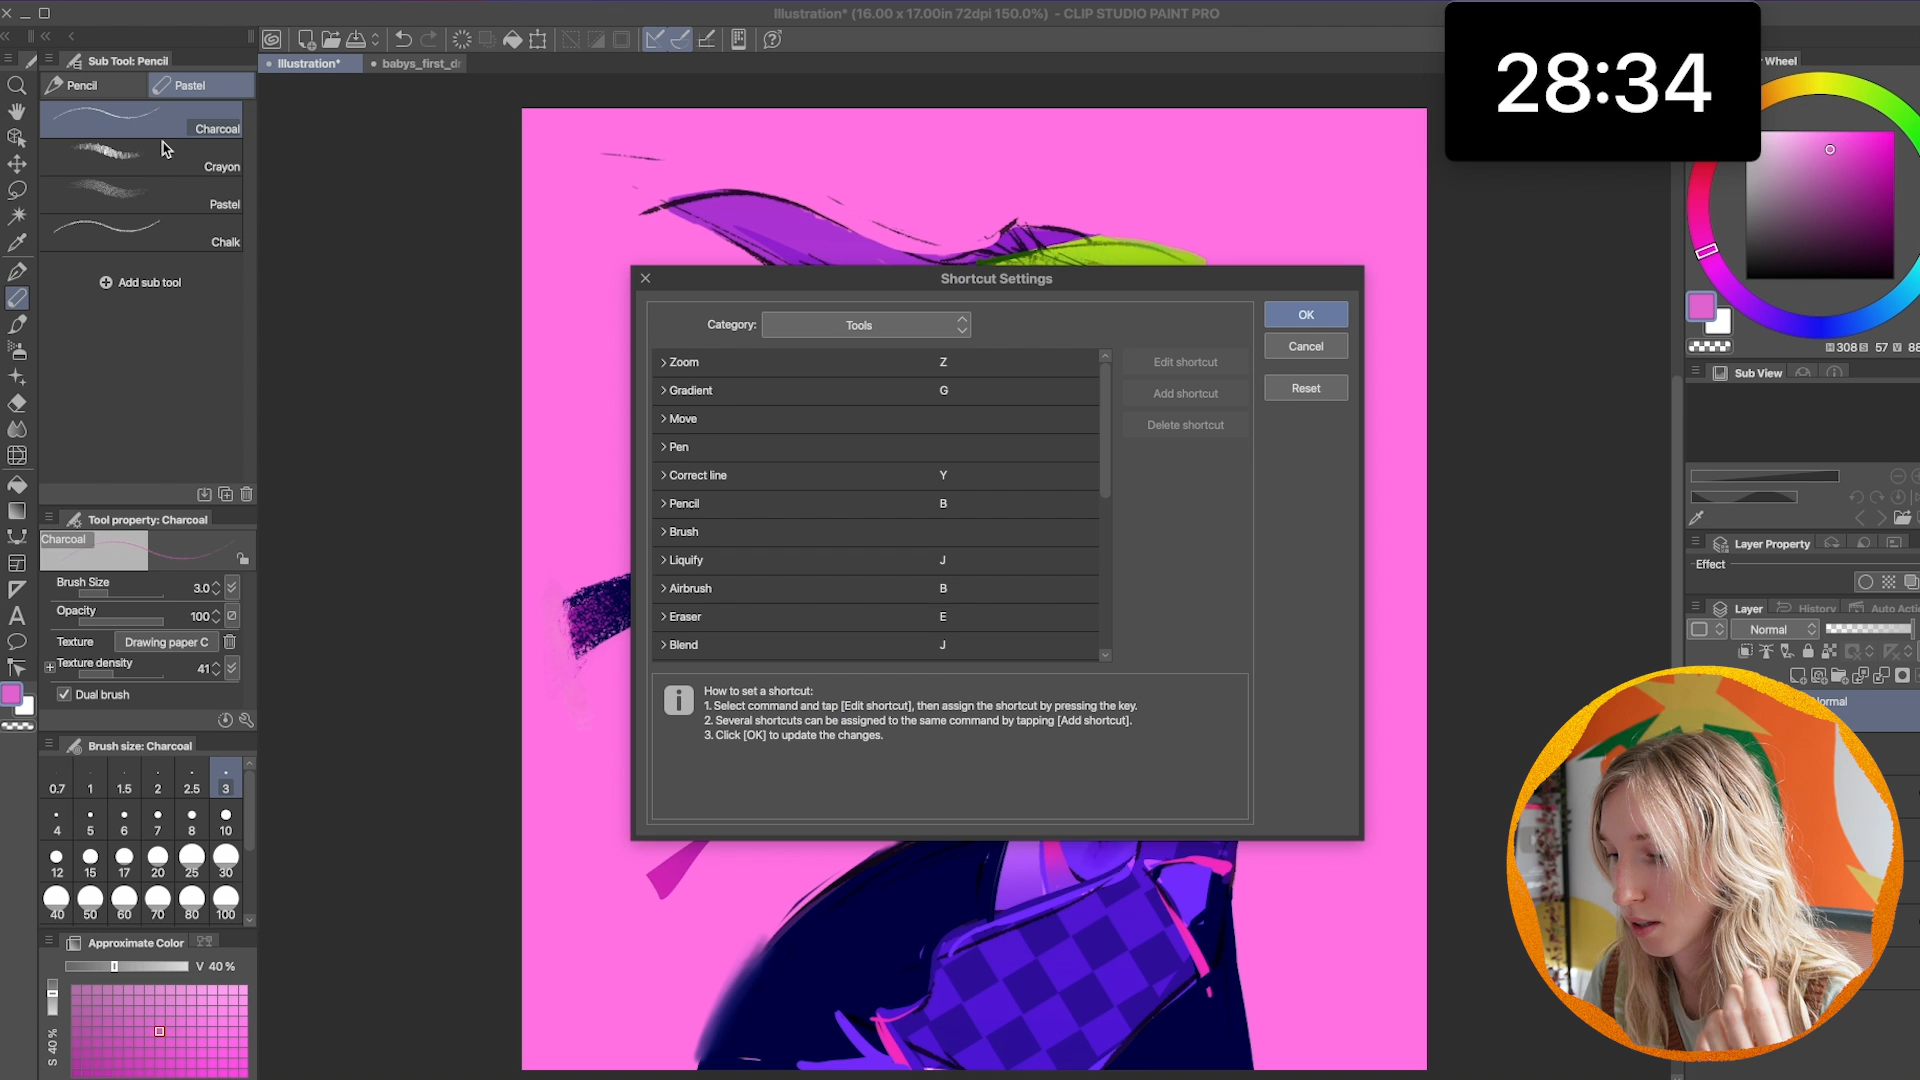 Illustration* (16.00 x 17.00in 72dpi 150.0%) - CLIP STUDIO PAINT PRO
28:34
Sub Tool: Pencil
Illustration*
babys_first_dr
Wheel
Pencil
Pastel
Charcoal
Crayon
Pastel
Chalk
Add sub tool
Tool property: Charcoal
Charcoal
Brush Size 3.0
Opacity 100
Texture Drawing paper C
Texture density 41
Dual brush
Brush size: Charcoal
0.7 1 1.5 2 2.5 3
4 5 6 7 8 10
12 15 17 20 25 30
40 50 60 70 80 100
Approximate Color
V 40 %
S 40 %
Shortcut Settings
Category: Tools
Zoom Z
Gradient G
Move
Pen
Correct line Y
Pencil B
Brush
Liquify J
Airbrush B
Eraser E
Blend J
Edit shortcut
Add shortcut
Delete shortcut
OK
Cancel
Reset
How to set a shortcut:
1. Select command and tap [Edit shortcut], then assign the shortcut by pressing the key.
2. Several shortcuts can be assigned to the same command by tapping [Add shortcut].
3. Click [OK] to update the changes.
H 308 S 57 V 88
Sub View
Layer Property
Effect
Layer
History
Auto Acti
Normal
ormal